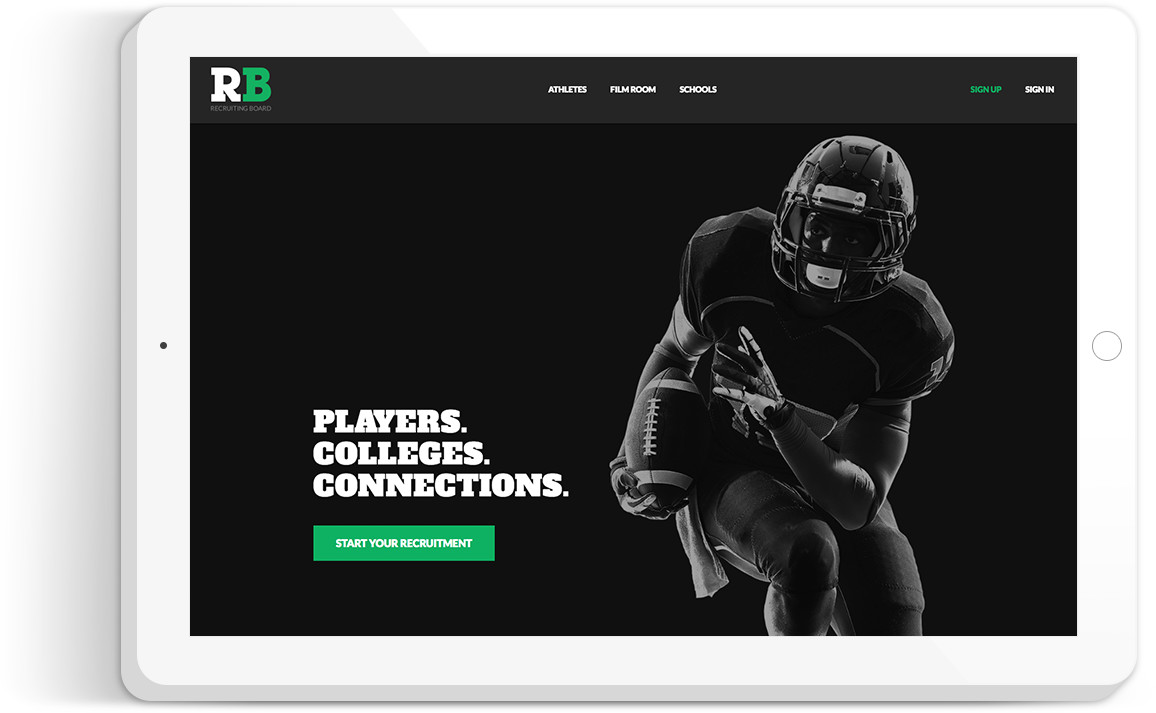 RB
RECRUITING BOARD
ATHLETES
FILM ROOM
SCHOOLS
SIGN UP
SIGN IN
PLAYERS.
COLLEGES.
CONNECTIONS.
START YOUR RECRUITMENT